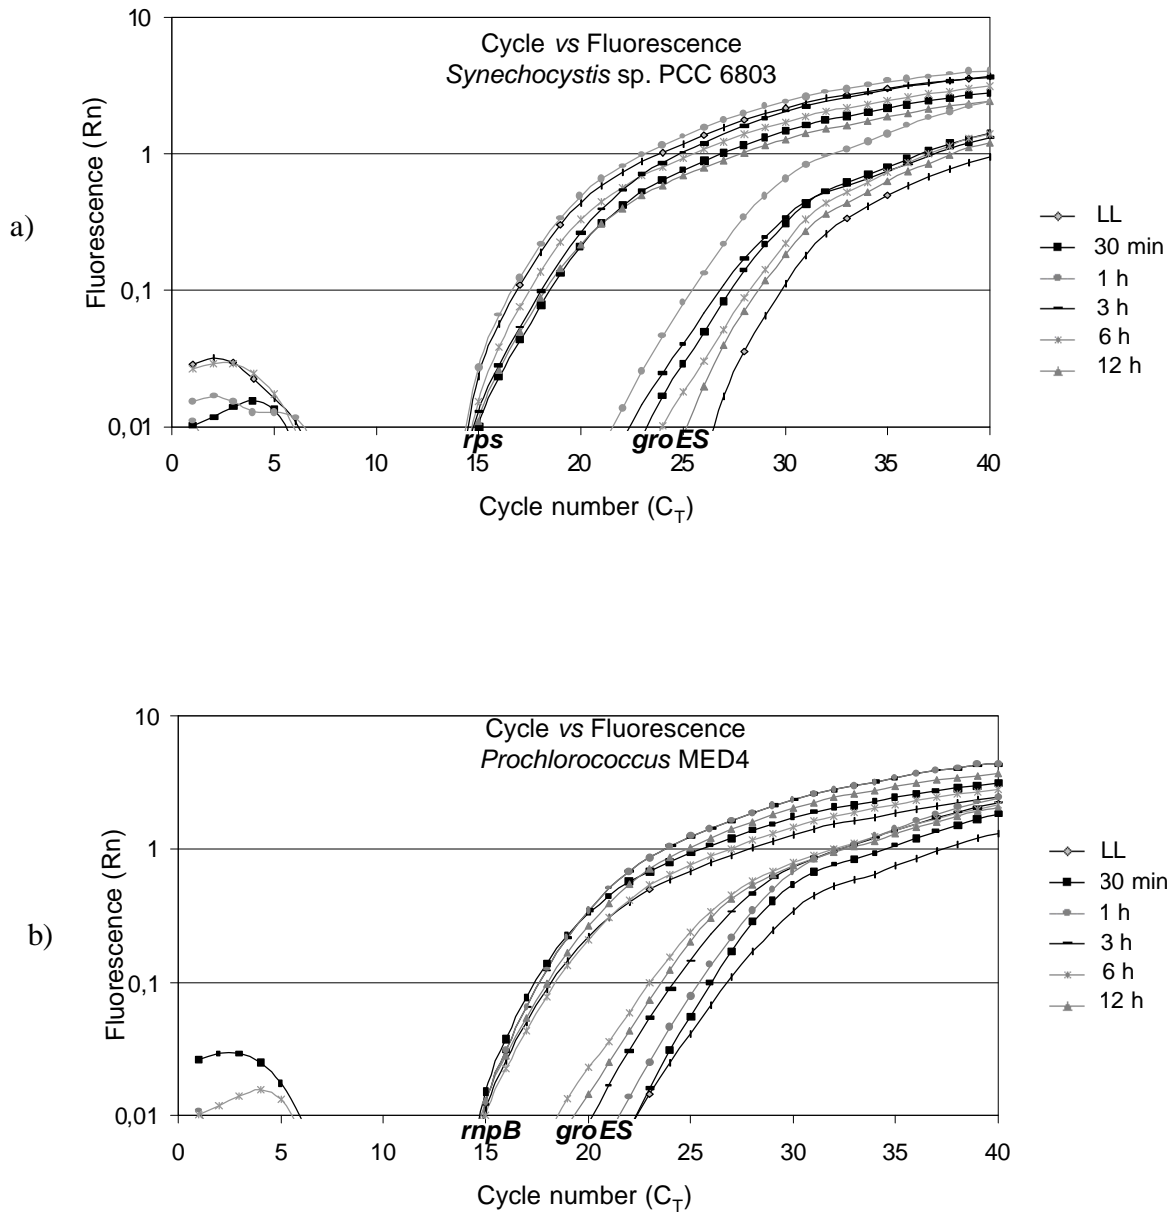 a)
Cycle vs Fluorescence
Synechocystis sp. PCC 6803
Fluorescence (Rn)
10
1
0,1
0,01
rps
groES
0 5 10 15 20 25 30 35 40
Cycle number (CT)
LL
30 min
1 h
3 h
6 h
12 h
b)
Cycle vs Fluorescence
Prochlorococcus MED4
Fluorescence (Rn)
10
1
0,1
0,01
rnpB
groES
0 5 10 15 20 25 30 35 40
Cycle number (CT)
LL
30 min
1 h
3 h
6 h
12 h